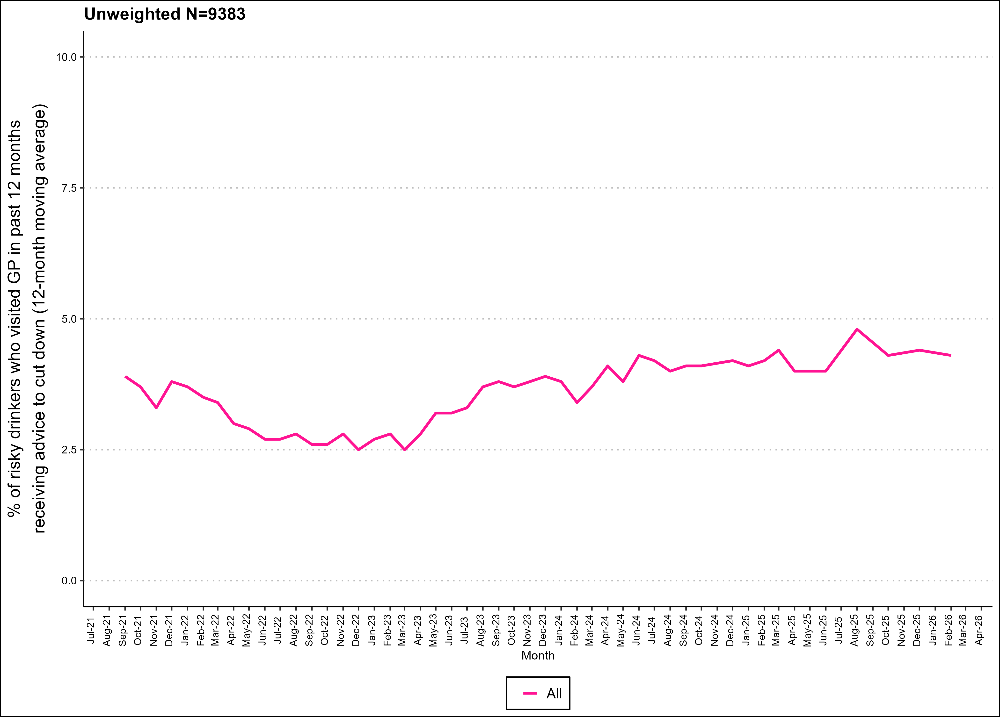 Unweighted N=9383
% of risky drinkers who visited GP in past 12 months
receiving advice to cut down (12-month moving average)
10.0
7.5
5.0
2.5
0.0
Jul-21
Aug-21
Sep-21
Oct-21
Nov-21
Dec-21
Jan-22
Feb-22
Mar-22
Apr-22
May-22
Jun-22
Jul-22
Aug-22
Sep-22
Oct-22
Nov-22
Dec-22
Jan-23
Feb-23
Mar-23
Apr-23
May-23
Jun-23
Jul-23
Aug-23
Sep-23
Oct-23
Nov-23
Dec-23
Jan-24
Feb-24
Mar-24
Apr-24
May-24
Jun-24
Jul-24
Aug-24
Sep-24
Oct-24
Nov-24
Dec-24
Jan-25
Feb-25
Mar-25
Apr-25
May-25
Jun-25
Jul-25
Aug-25
Sep-25
Oct-25
Nov-25
Dec-25
Jan-26
Feb-26
Mar-26
Apr-26
Month
All